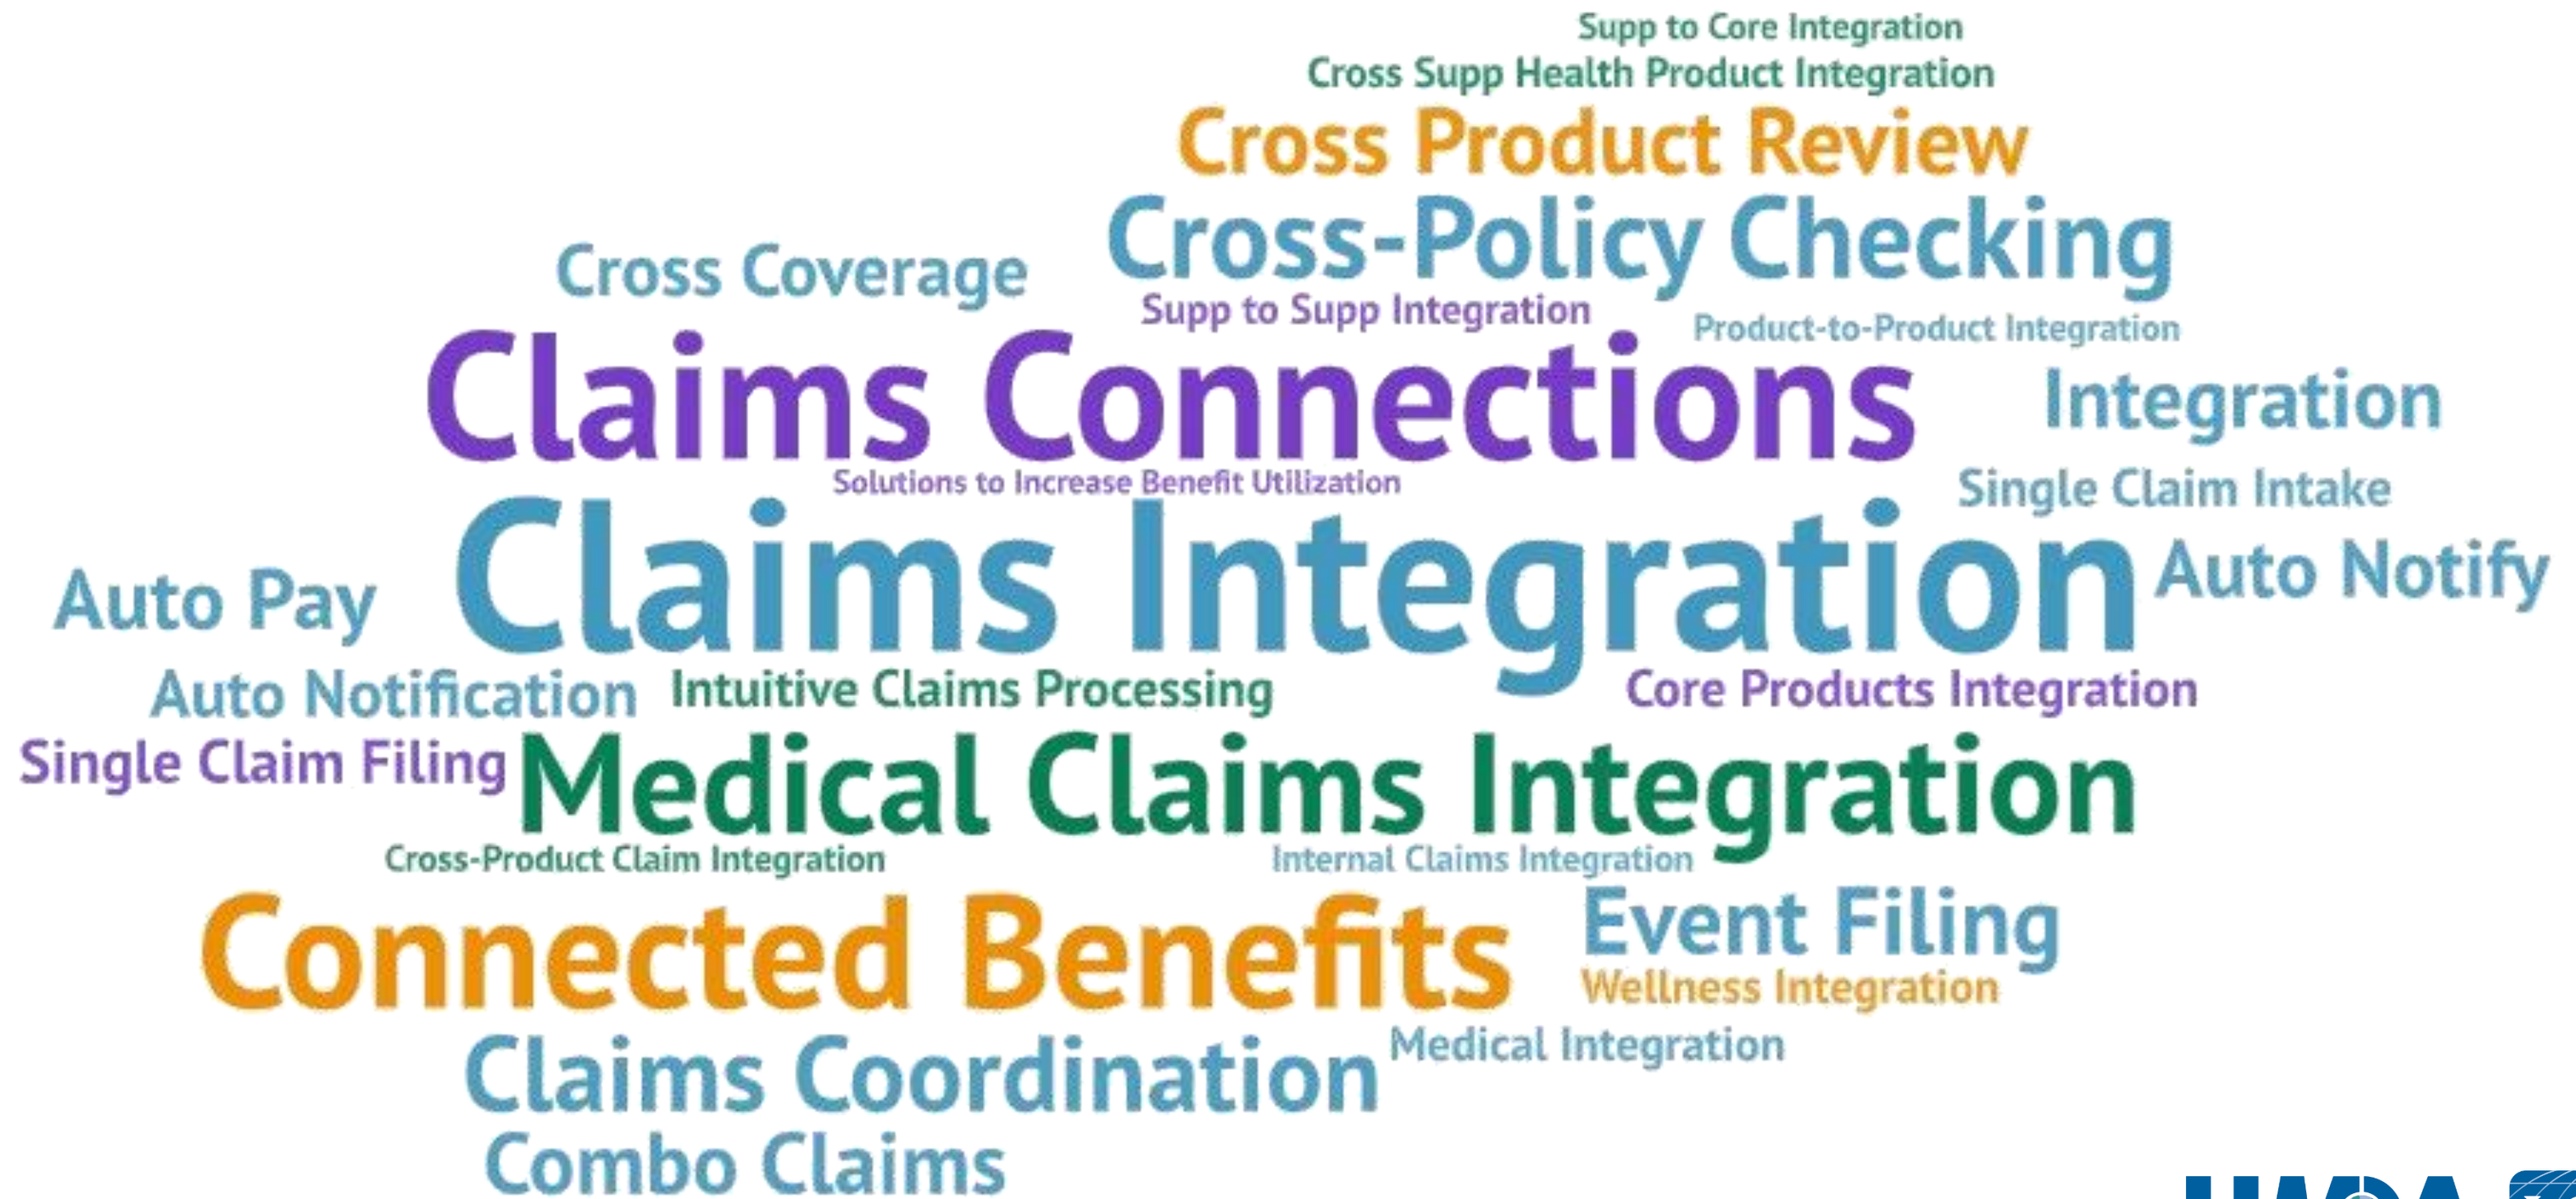 Supp to Core Integration
Cross Supp Health Product Integration
Cross Product Review
Cross-Policy Checking
Cross Coverage
Supp to Supp Integration
Product-to-Product Integration
Claims Connections
Integration
Solutions to Increase Benefit Utilization
Single Claim Intake
Claims Integration
Auto Notify
Auto Pay
Auto Notification
Intuitive Claims Processing
Core Products Integration
Single Claim Filing
Medical Claims Integration
Cross-Product Claim Integration
Internal Claims Integration
Connected Benefits
Event Filing
Wellness Integration
Medical Integration
Claims Coordination
Combo Claims